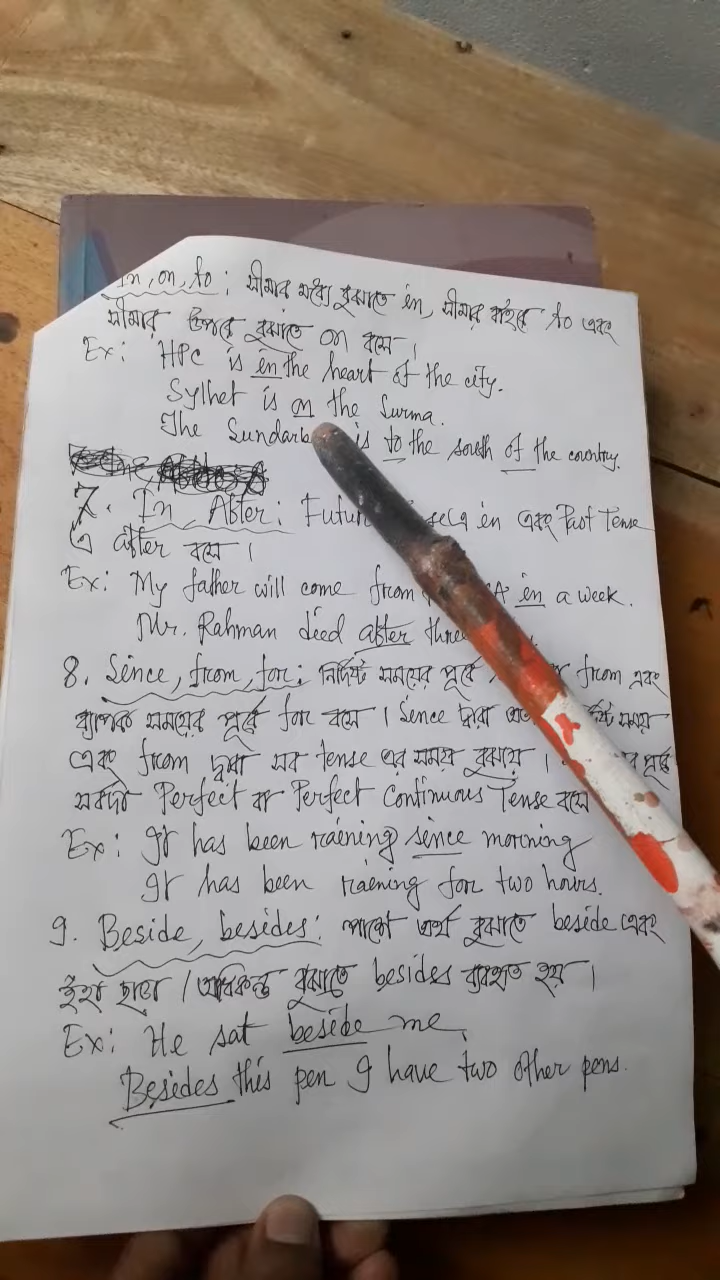 In, on, to : সীমার মধ্যে বুঝাতে in, সীমার বাইরে to এবং
সীমার উপরে বুঝাতে on বসে।
Ex: HPC is in the heart of the city.
Sylhet is on the Surma.
The is to the south of the country.
7. In, After: in এবং Past Tense
এ after বসে।
Ex: My father will come from in a week.
Mr. Rahman died after
8. Since, from, for: নির্দিষ্ট সময়ের পূর্বে from এবং
ব্যাপক সময়ের পূর্বে for বসে। Since দ্বারা সময়
এবং from দ্বারা সব tense এর সময় বুঝায়। পূর্বে
সর্বদা Perfect বা Perfect Continuous Tense বসে
Ex: It has been raining since morning
It has been raining for two hours.
9. Beside, besides: পাশে অর্থ বুঝাতে beside এবং
ইহা ছাড়া / অধিকন্তু বুঝাতে besides ব্যবহৃত হয়।
Ex: He sat beside me.
Besides this pen I have two other pens.